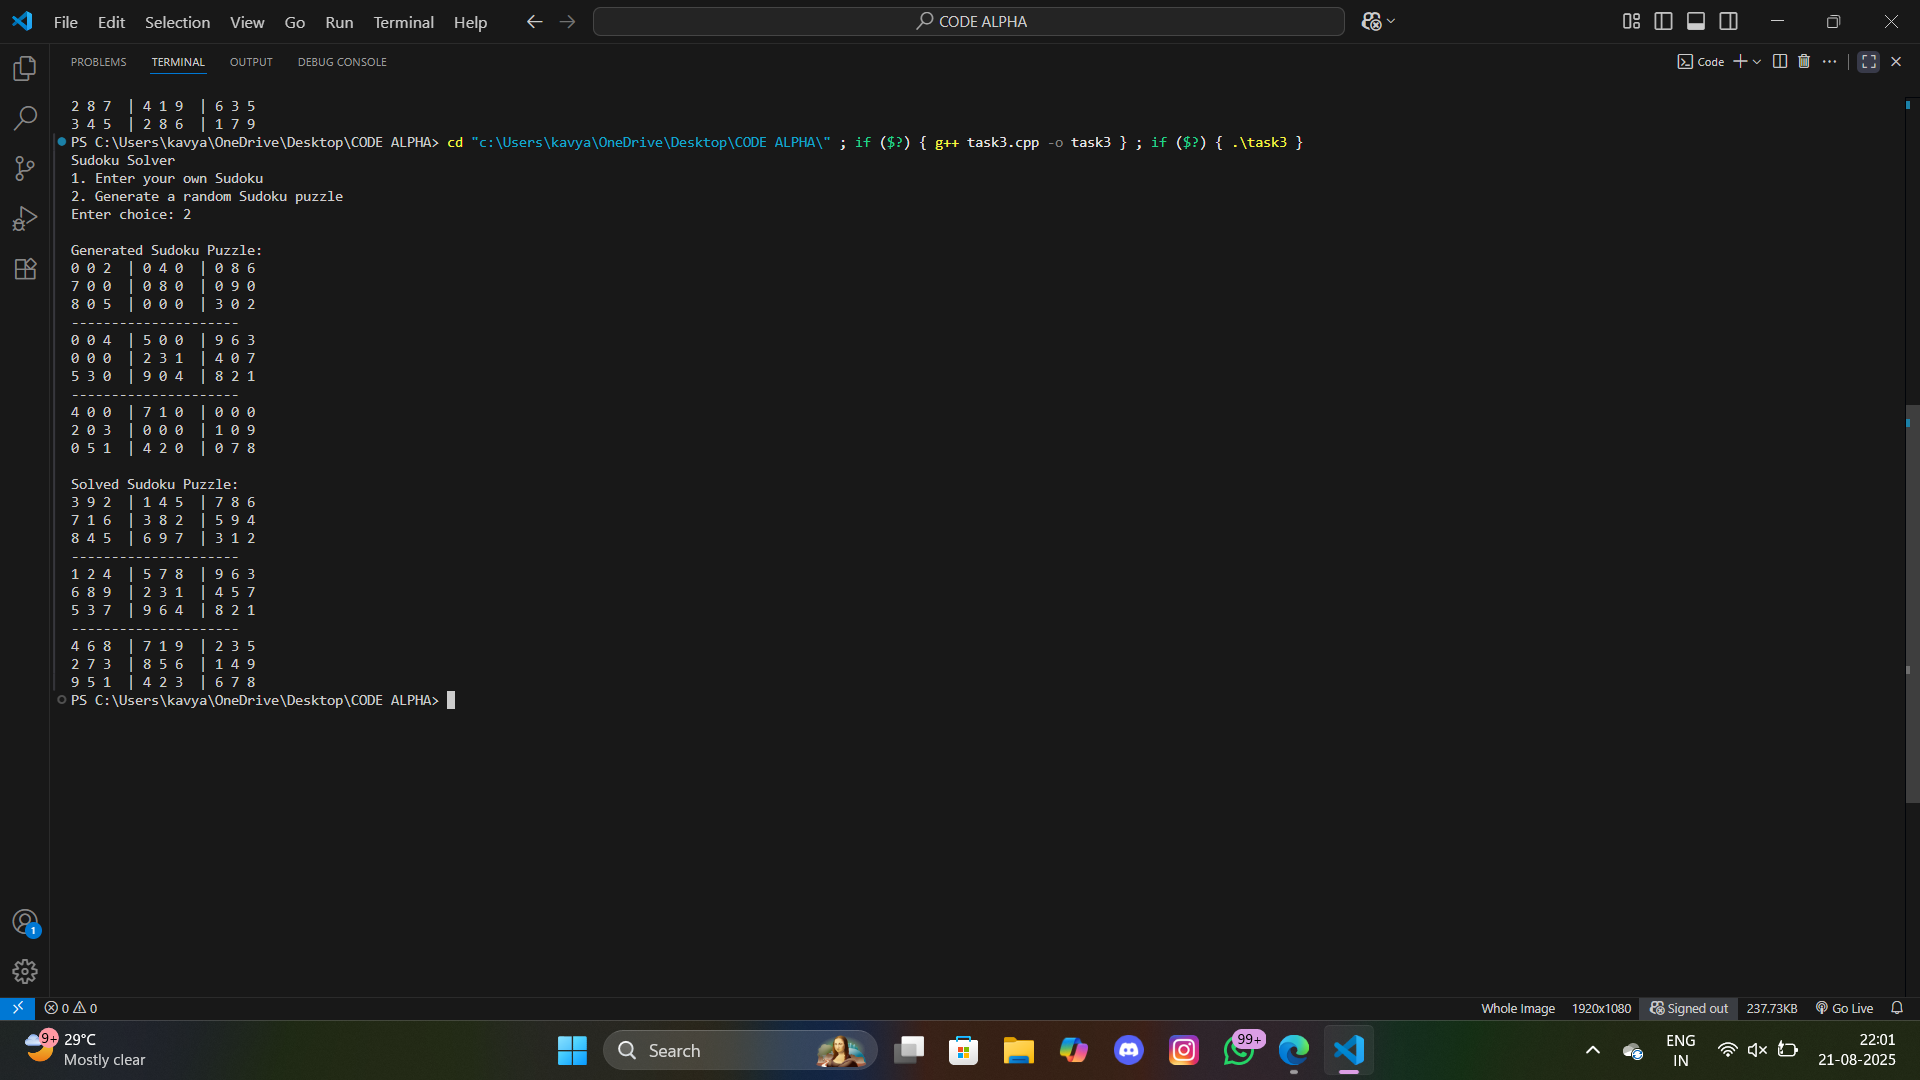 File Edit Selection View Go Run Terminal Help
CODE ALPHA
PROBLEMS TERMINAL OUTPUT DEBUG CONSOLE
Code
2 8 7 | 4 1 9 | 6 3 5
3 4 5 | 2 8 6 | 1 7 9
PS C:\Users\kavya\OneDrive\Desktop\CODE ALPHA> cd "c:\Users\kavya\OneDrive\Desktop\CODE ALPHA\" ; if ($?) { g++ task3.cpp -o task3 } ; if ($?) { .\task3 }
Sudoku Solver
1. Enter your own Sudoku
2. Generate a random Sudoku puzzle
Enter choice: 2
Generated Sudoku Puzzle:
0 0 2 | 0 4 0 | 0 8 6
7 0 0 | 0 8 0 | 0 9 0
8 0 5 | 0 0 0 | 3 0 2
---------------------
0 0 4 | 5 0 0 | 9 6 3
0 0 0 | 2 3 1 | 4 0 7
5 3 0 | 9 0 4 | 8 2 1
---------------------
4 0 0 | 7 1 0 | 0 0 0
2 0 3 | 0 0 0 | 1 0 9
0 5 1 | 4 2 0 | 0 7 8
Solved Sudoku Puzzle:
3 9 2 | 1 4 5 | 7 8 6
7 1 6 | 3 8 2 | 5 9 4
8 4 5 | 6 9 7 | 3 1 2
---------------------
1 2 4 | 5 7 8 | 9 6 3
6 8 9 | 2 3 1 | 4 5 7
5 3 7 | 9 6 4 | 8 2 1
---------------------
4 6 8 | 7 1 9 | 2 3 5
2 7 3 | 8 5 6 | 1 4 9
9 5 1 | 4 2 3 | 6 7 8
PS C:\Users\kavya\OneDrive\Desktop\CODE ALPHA>
1
0 0
Whole Image 1920x1080 Signed out 237.73KB Go Live
9+
29°C
Mostly clear
Search
99+
ENG
IN
22:01
21-08-2025